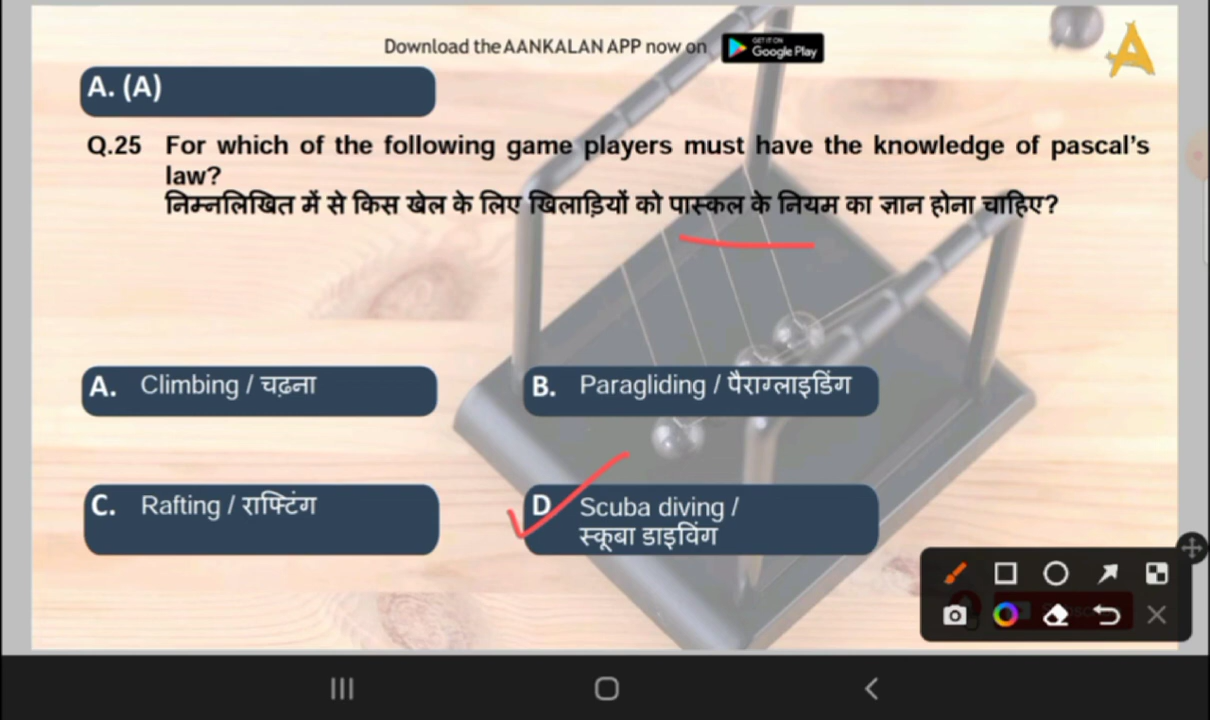 Download the AANKALAN APP now on GET IT ON Google Play
A. (A)
Q.25 For which of the following game players must have the knowledge of pascal's
law?
निम्नलिखित में से किस खेल के लिए खिलाड़ियों को पास्कल के नियम का ज्ञान होना चाहिए?
A. Climbing / चढ़ना
B. Paragliding / पैराग्लाइडिंग
C. Rafting / राफ्टिंग
D Scuba diving /
स्कूबा डाइविंग